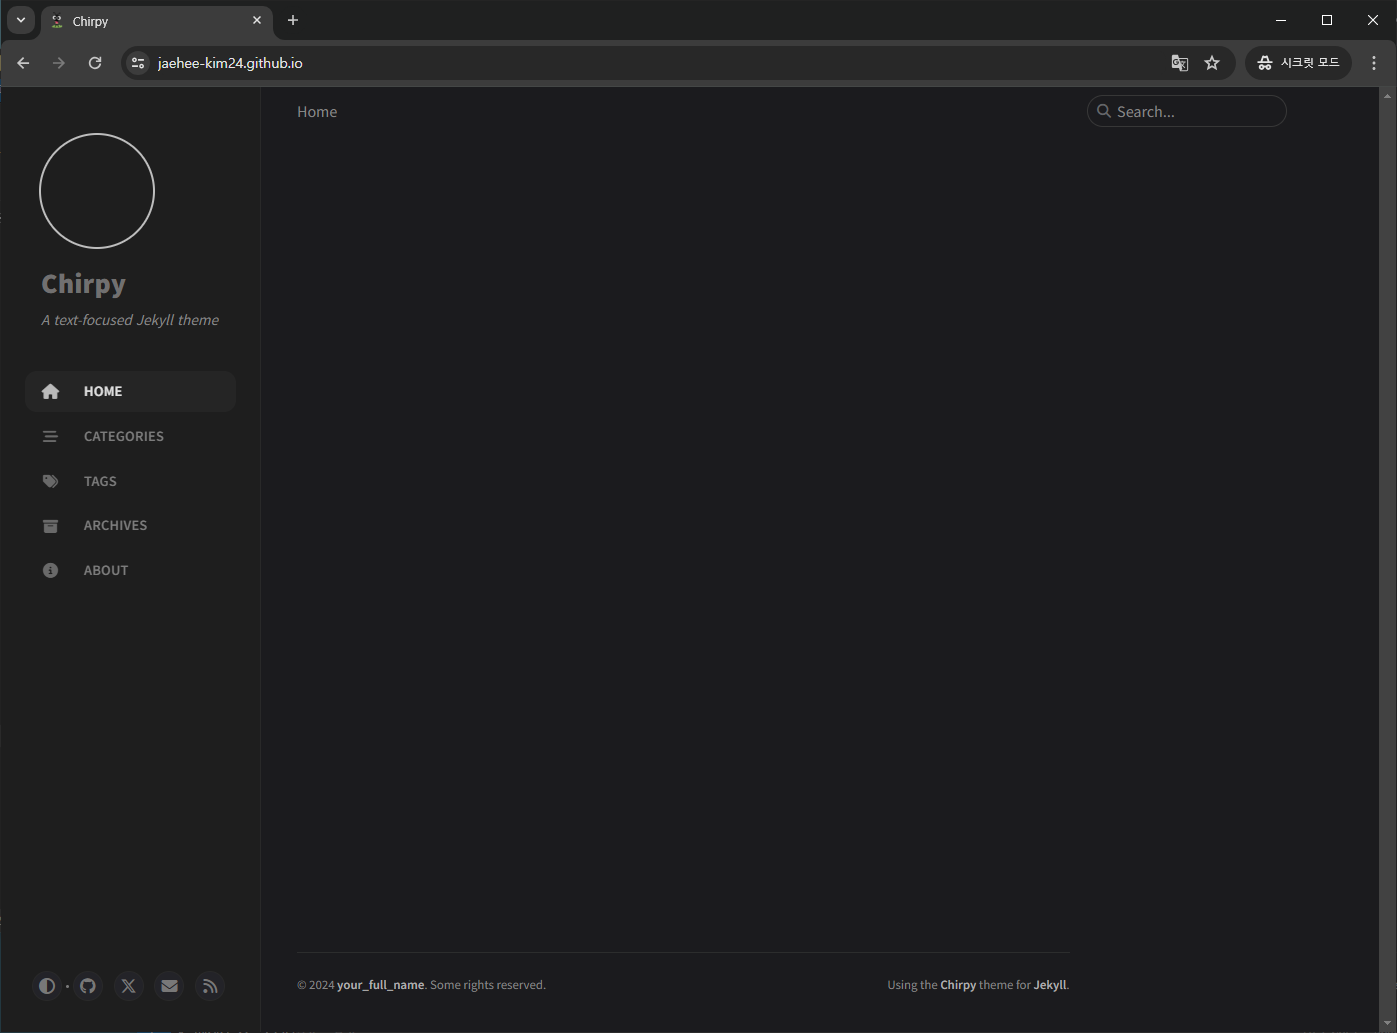 Chirpy
jaehee-kim24.github.io
시크릿 모드
Home
Search...
Chirpy
A text-focused Jekyll theme
HOME
CATEGORIES
TAGS
ARCHIVES
ABOUT
© 2024 your_full_name. Some rights reserved.
Using the Chirpy theme for Jekyll.